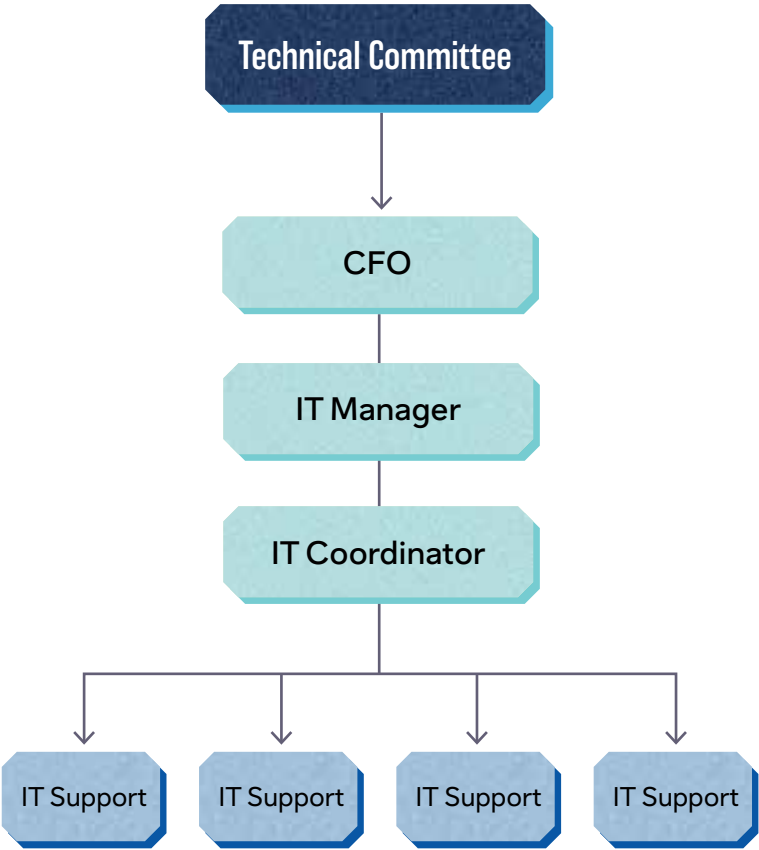 Technical Committee
CFO
IT Manager
IT Coordinator
IT Support
IT Support
IT Support
IT Support